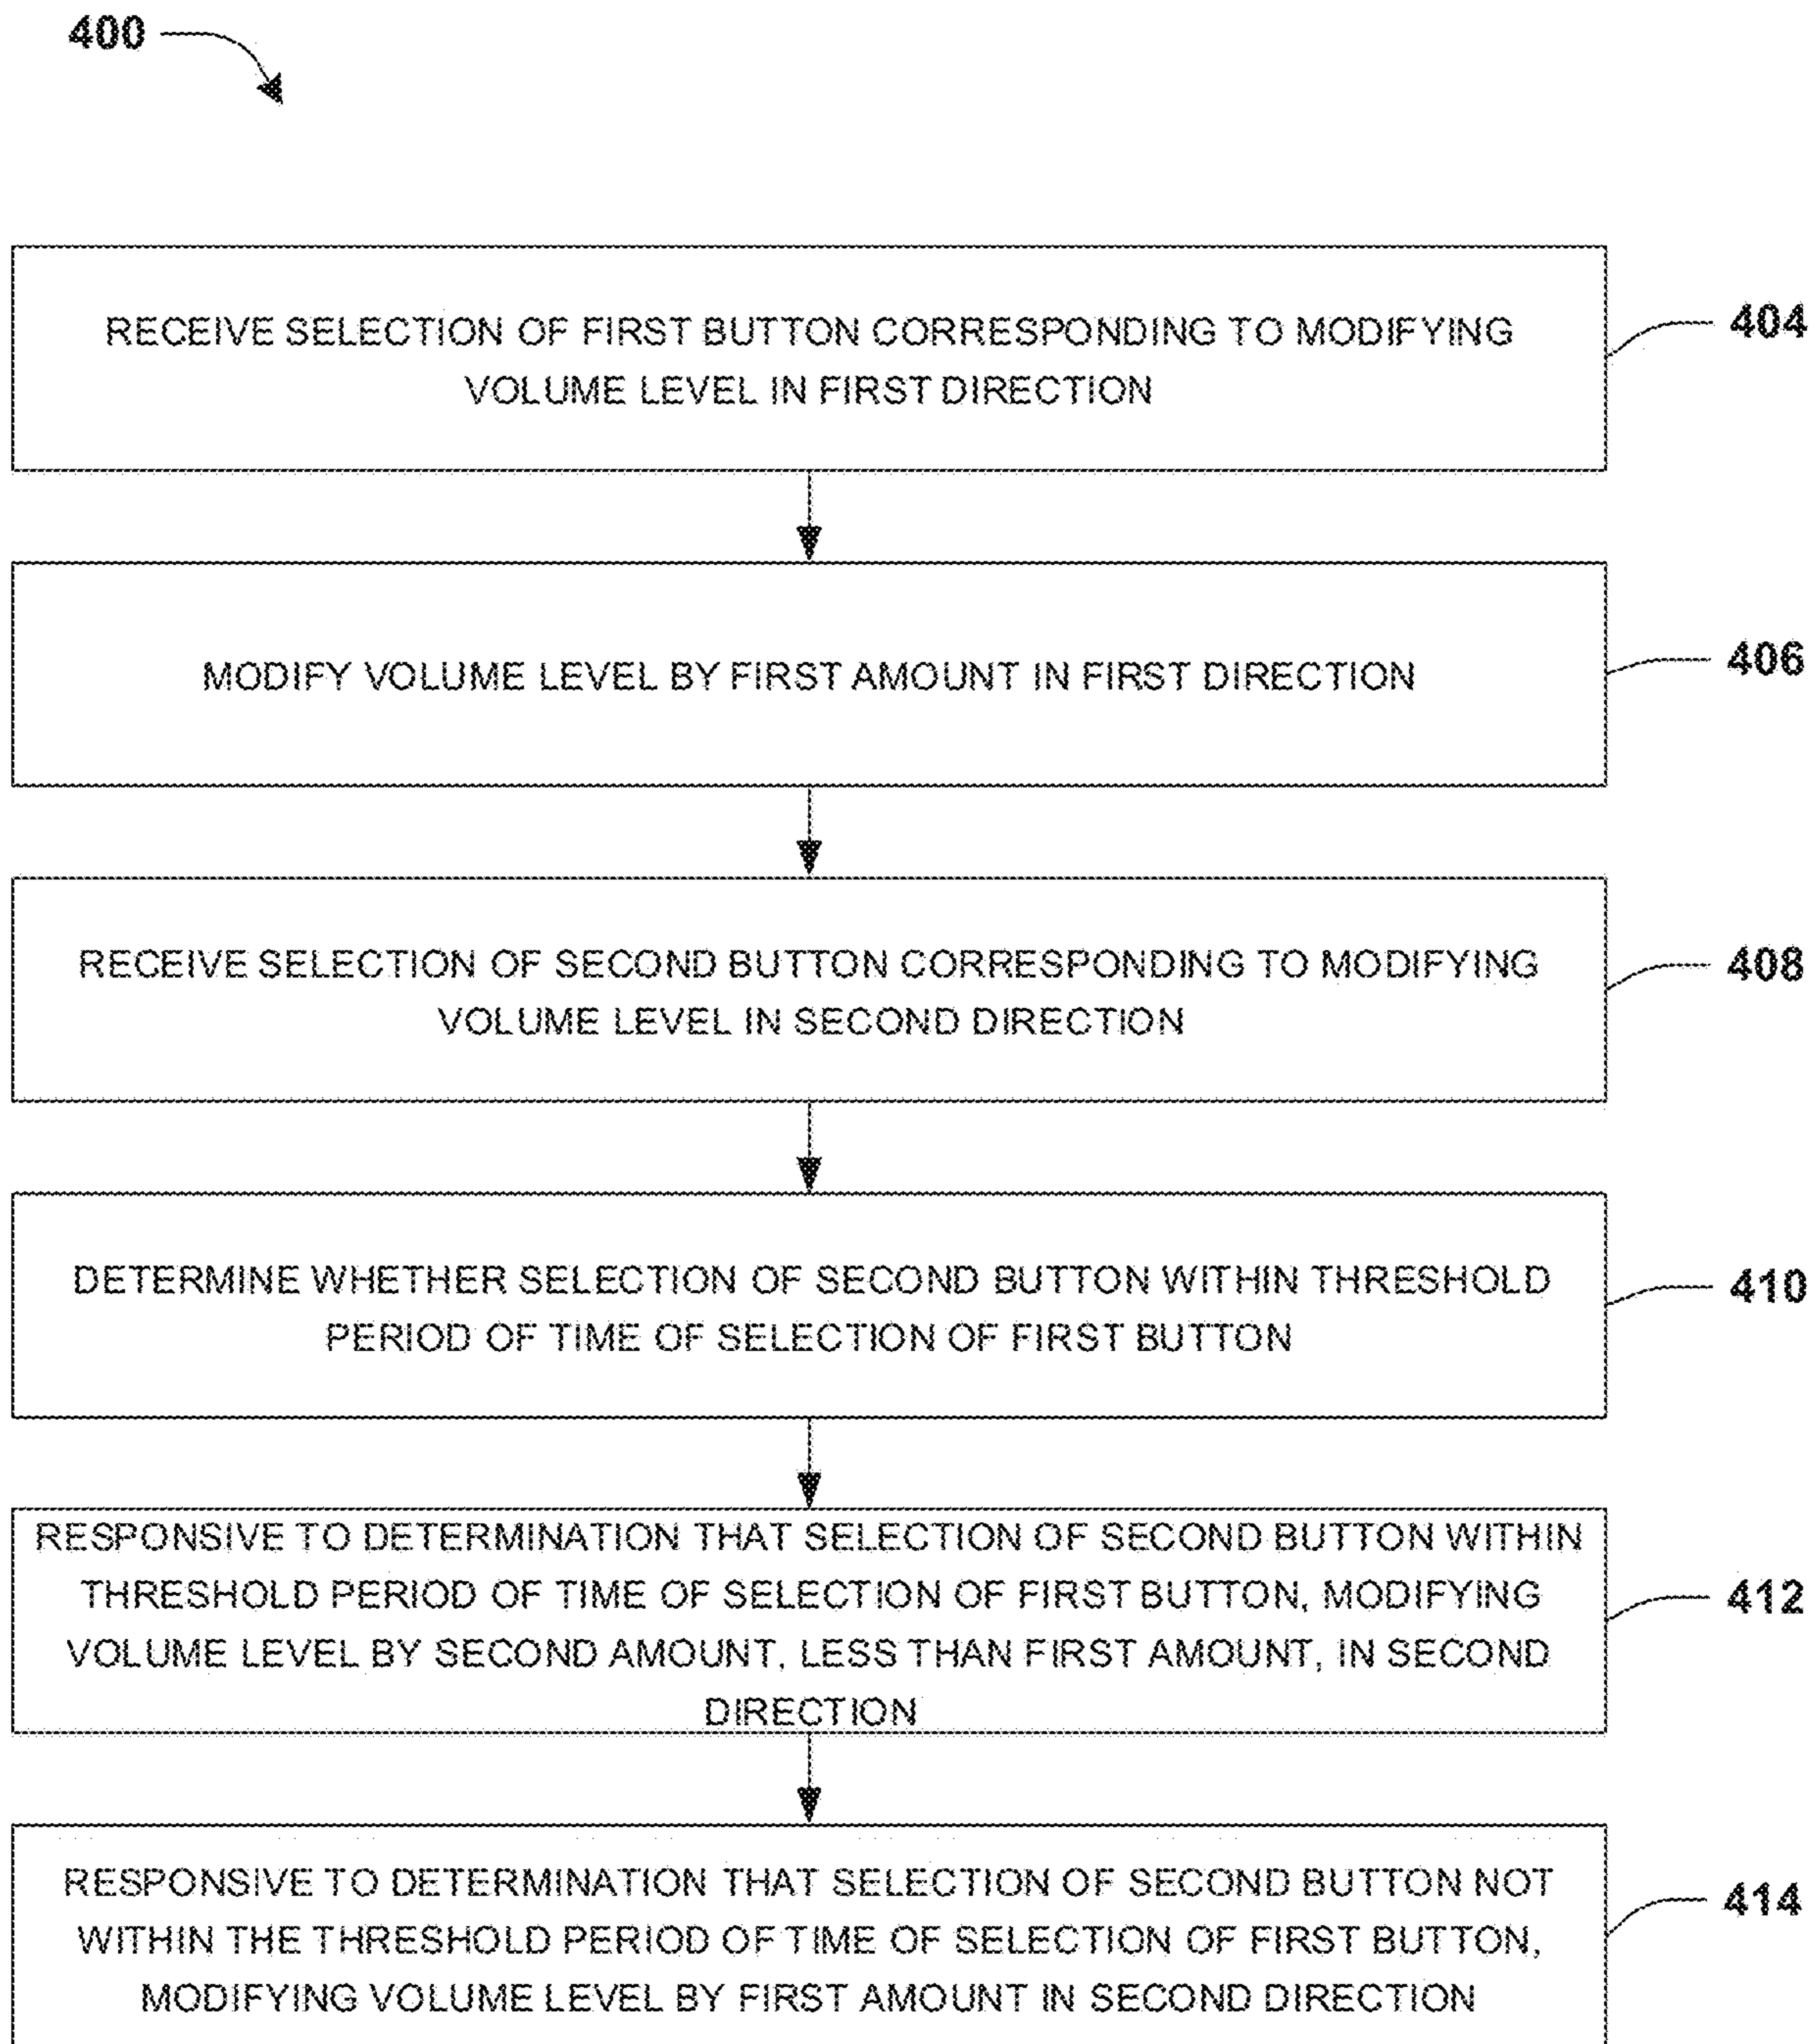 400
RECEIVE SELECTION OF FIRST BUTTON CORRESPONDING TO MODIFYING
VOLUME LEVEL IN FIRST DIRECTION
404
MODIFY VOLUME LEVEL BY FIRST AMOUNT IN FIRST DIRECTION
406
RECEIVE SELECTION OF SECOND BUTTON CORRESPONDING TO MODIFYING
VOLUME LEVEL IN SECOND DIRECTION
408
DETERMINE WHETHER SELECTION OF SECOND BUTTON WITHIN THRESHOLD
PERIOD OF TIME OF SELECTION OF FIRST BUTTON
410
RESPONSIVE TO DETERMINATION THAT SELECTION OF SECOND BUTTON WITHIN
THRESHOLD PERIOD OF TIME OF SELECTION OF FIRST BUTTON, MODIFYING
VOLUME LEVEL BY SECOND AMOUNT, LESS THAN FIRST AMOUNT, IN SECOND
DIRECTION
412
RESPONSIVE TO DETERMINATION THAT SELECTION OF SECOND BUTTON NOT
WITHIN THE THRESHOLD PERIOD OF TIME OF SELECTION OF FIRST BUTTON,
MODIFYING VOLUME LEVEL BY FIRST AMOUNT IN SECOND DIRECTION
414